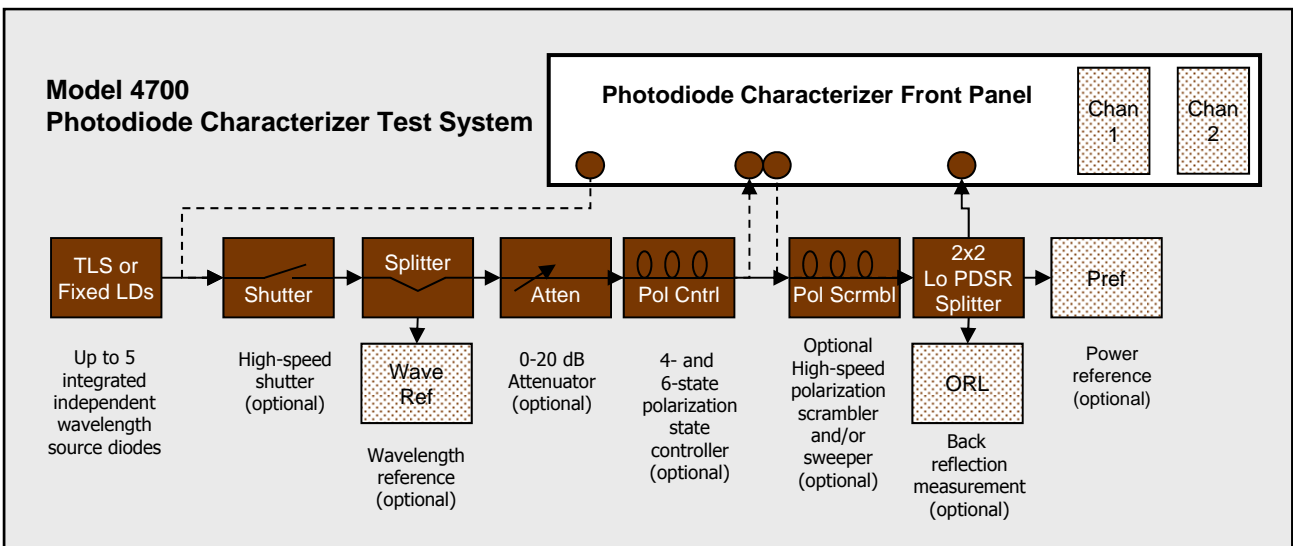 Model 4700
Photodiode Characterizer Test System
Photodiode Characterizer Front Panel
Chan
1
Chan
2
TLS or
Fixed LDs
Shutter
Splitter
Atten
Pol Cntrl
Pol Scrmbl
2x2
Lo PDSR
Splitter
Pref
Wave
Ref
ORL
Up to 5
integrated
independent
wavelength
source diodes
High-speed
shutter
(optional)
Wavelength
reference
(optional)
0-20 dB
Attenuator
(optional)
4- and
6-state
polarization
state
controller
(optional)
Optional
High-speed
polarization
scrambler
and/or
sweeper
(optional)
Back
reflection
measurement
(optional)
Power
reference
(optional)